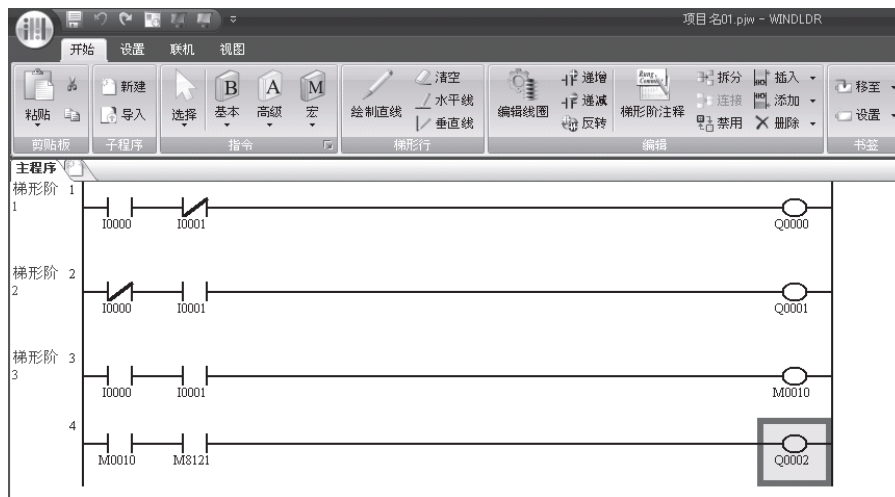 项目名01.pjw - WINDLDR
开始 设置 联机 视图
粘贴
剪贴板
新建
导入
子程序
选择
B 基本
A 高级
M 宏
指令
绘制直线
清空
水平线
垂直线
梯形行
编辑线圈
递增
递减
反转
梯形阶注释
拆分
连接
禁用
插入
添加
删除
编辑
移至
设置
书签
主程序
梯形阶 1
1
I0000 I0001 Q0000
梯形阶 2
2
I0000 I0001 Q0001
梯形阶 3
3
I0000 I0001 M0010
4
M0010 M8121 Q0002